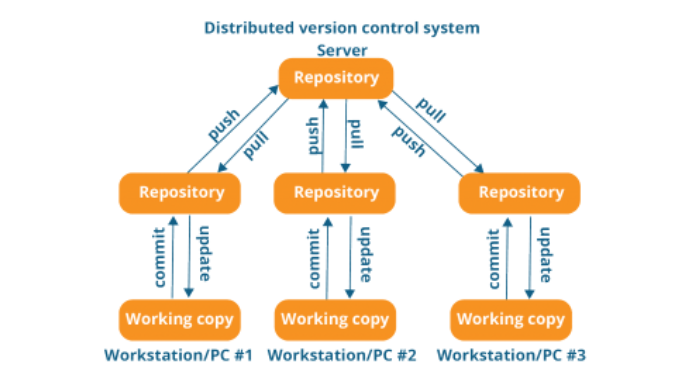 Distributed version control system
Server
Repository
push
pull
push
pull
push
pull
Repository
Repository
Repository
commit
update
commit
update
commit
update
Working copy
Working copy
Working copy
Workstation/PC #1
Workstation/PC #2
Workstation/PC #3